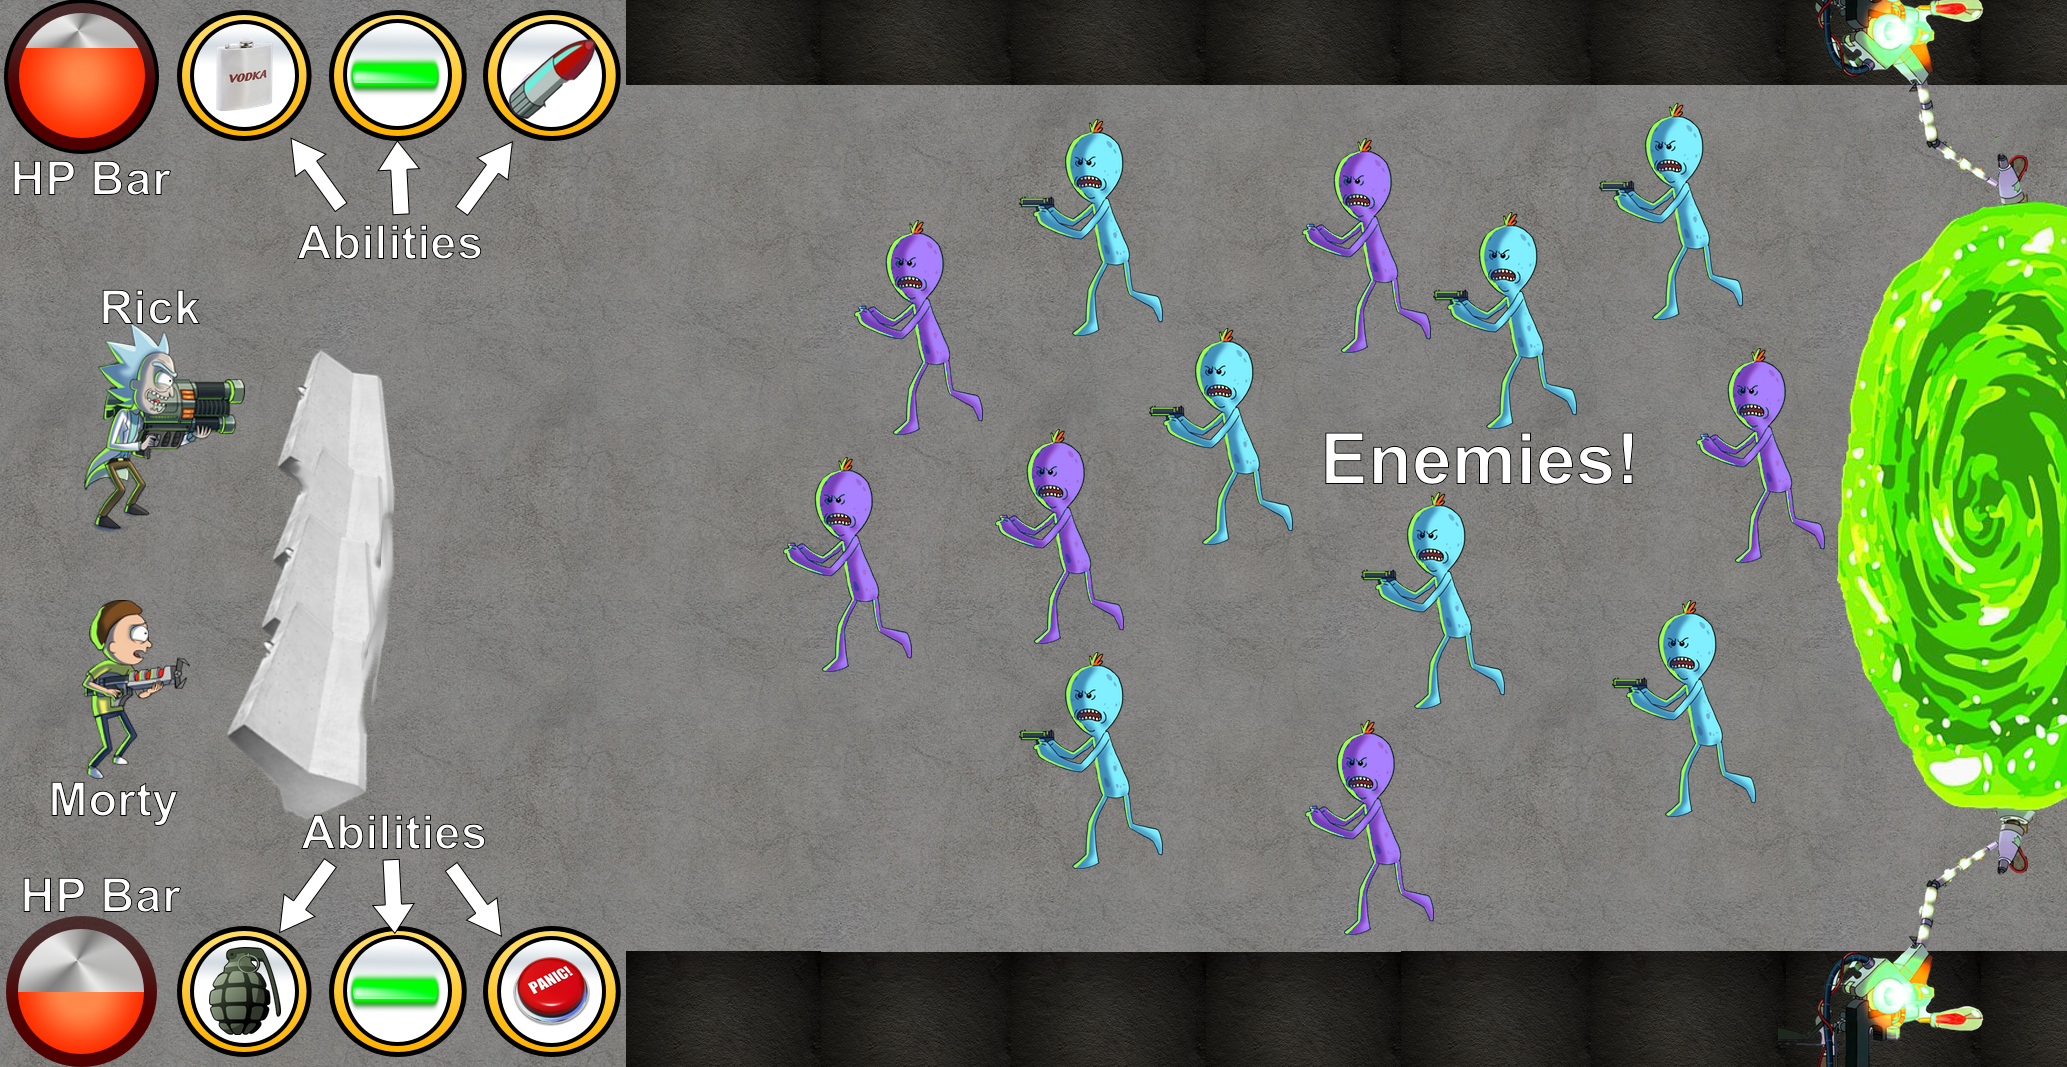 VODKA
HP Bar
Abilities
Rick
Enemies!
Morty
Abilities
HP Bar
PANIC!